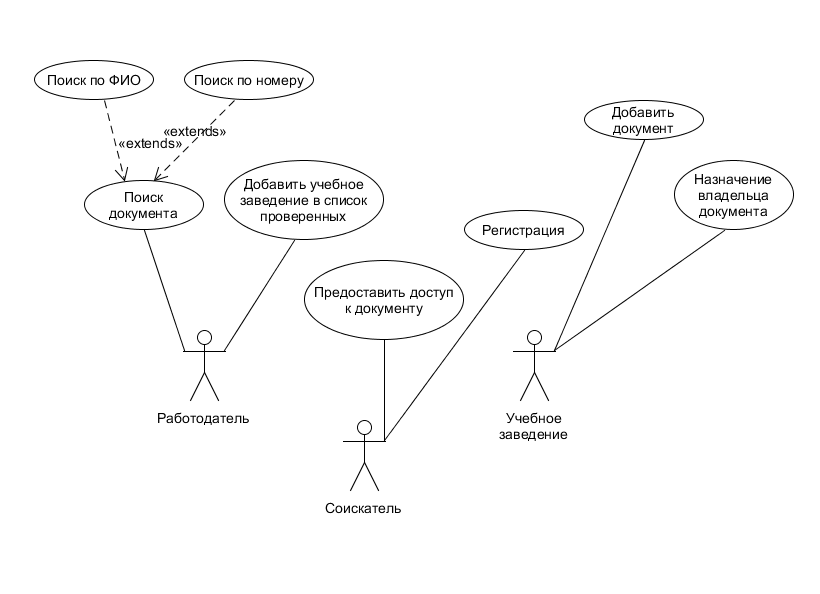 Поиск по ФИО
Поиск по номеру
«extends»
«extends»
Добавить
документ
Поиск
документа
Добавить учебное
заведение в список
проверенных
Назначение
владельца
документа
Регистрация
Предоставить доступ
к документу
Работодатель
Учебное
заведение
Соискатель